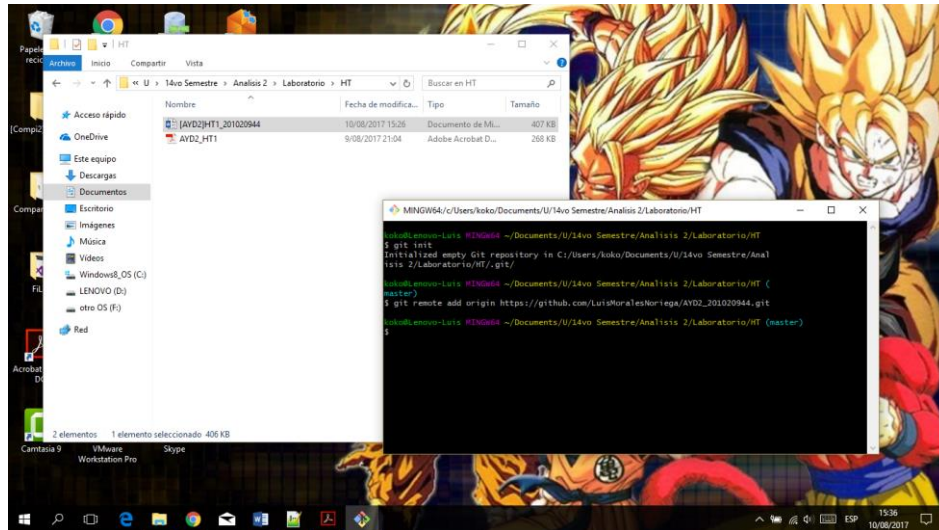 Papele
recic
[Compi2
Compar
FiL
Acrobat
DC
Camtasia 9
VMware
Workstation Pro
Skype
HT
Archivo Inicio Compartir Vista
« U > 14vo Semestre > Analisis 2 > Laboratorio > HT
Buscar en HT
Nombre Fecha de modifica... Tipo Tamaño
[AYD2]HT1_201020944 10/08/2017 15:26 Documento de Mi... 407 KB
AYD2_HT1 9/08/2017 21:04 Adobe Acrobat D... 268 KB
Acceso rápido
OneDrive
Este equipo
Descargas
Documentos
Escritorio
Imágenes
Música
Vídeos
Windows8_OS (C:)
LENOVO (D:)
otro OS (F:)
Red
2 elementos 1 elemento seleccionado 406 KB
MINGW64:/c/Users/koko/Documents/U/14vo Semestre/Analisis 2/Laboratorio/HT
koko@Lenovo-Luis MINGW64 ~/Documents/U/14vo Semestre/Analisis 2/Laboratorio/HT
$ git init
Initialized empty Git repository in C:/Users/koko/Documents/U/14vo Semestre/Anal
isis 2/Laboratorio/HT/.git/
koko@Lenovo-Luis MINGW64 ~/Documents/U/14vo Semestre/Analisis 2/Laboratorio/HT (
master)
$ git remote add origin https://github.com/LuisMoralesNoriega/AYD2_201020944.git
koko@Lenovo-Luis MINGW64 ~/Documents/U/14vo Semestre/Analisis 2/Laboratorio/HT (master)
$
ESP
15:36
10/08/2017